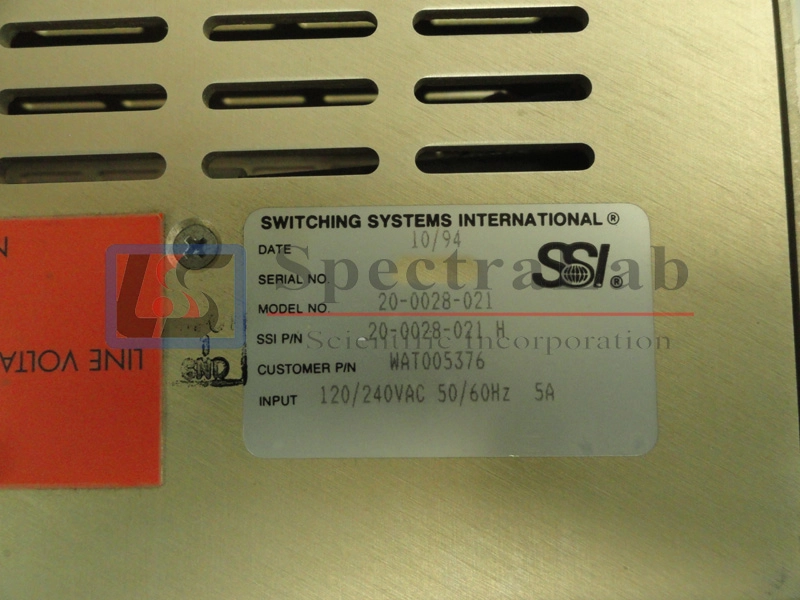 SWITCHING SYSTEMS INTERNATIONAL®
DATE 10/94
SSI®
SERIAL NO.
MODEL NO. 20-0028-021
SSI P/N 20-0028-021 H
CUSTOMER P/N WAT005376
INPUT 120/240VAC 50/60Hz 5A
GND
LINE VOLTA
N
Spectralab
Scientific Incorporation